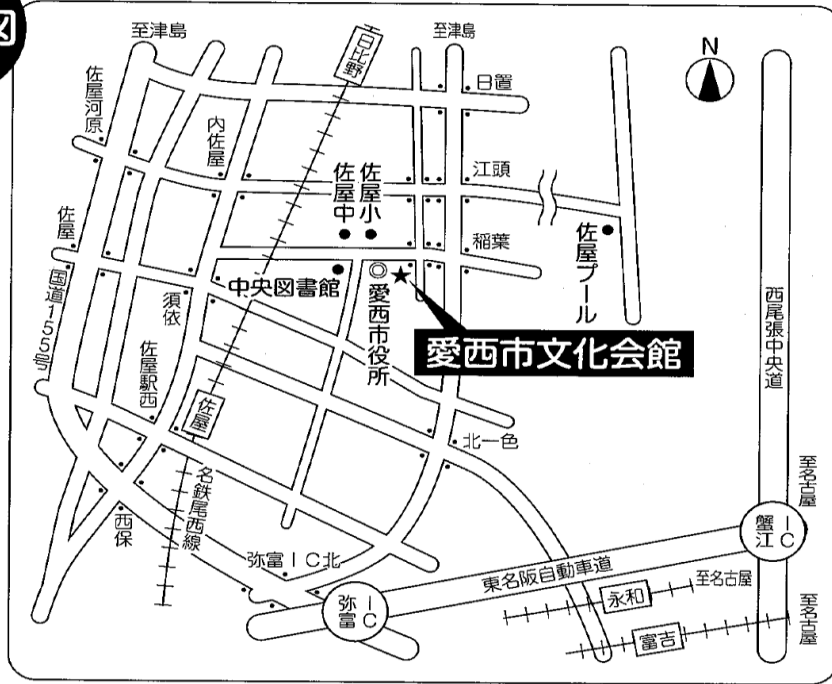 図
至津島
至津島
N
日比野
佐屋河原
内佐屋
日置
江頭
佐屋中
佐屋小
稲葉
佐屋プール
佐屋
国道155号
須依
中央図書館
愛西市役所
愛西市文化会館
西尾張中央道
佐屋駅西
佐屋
北一色
名鉄尾西線
西保
弥富IC北
弥富IC
東名阪自動車道
至名古屋
蟹江IC
永和
至名古屋
富吉
至名古屋